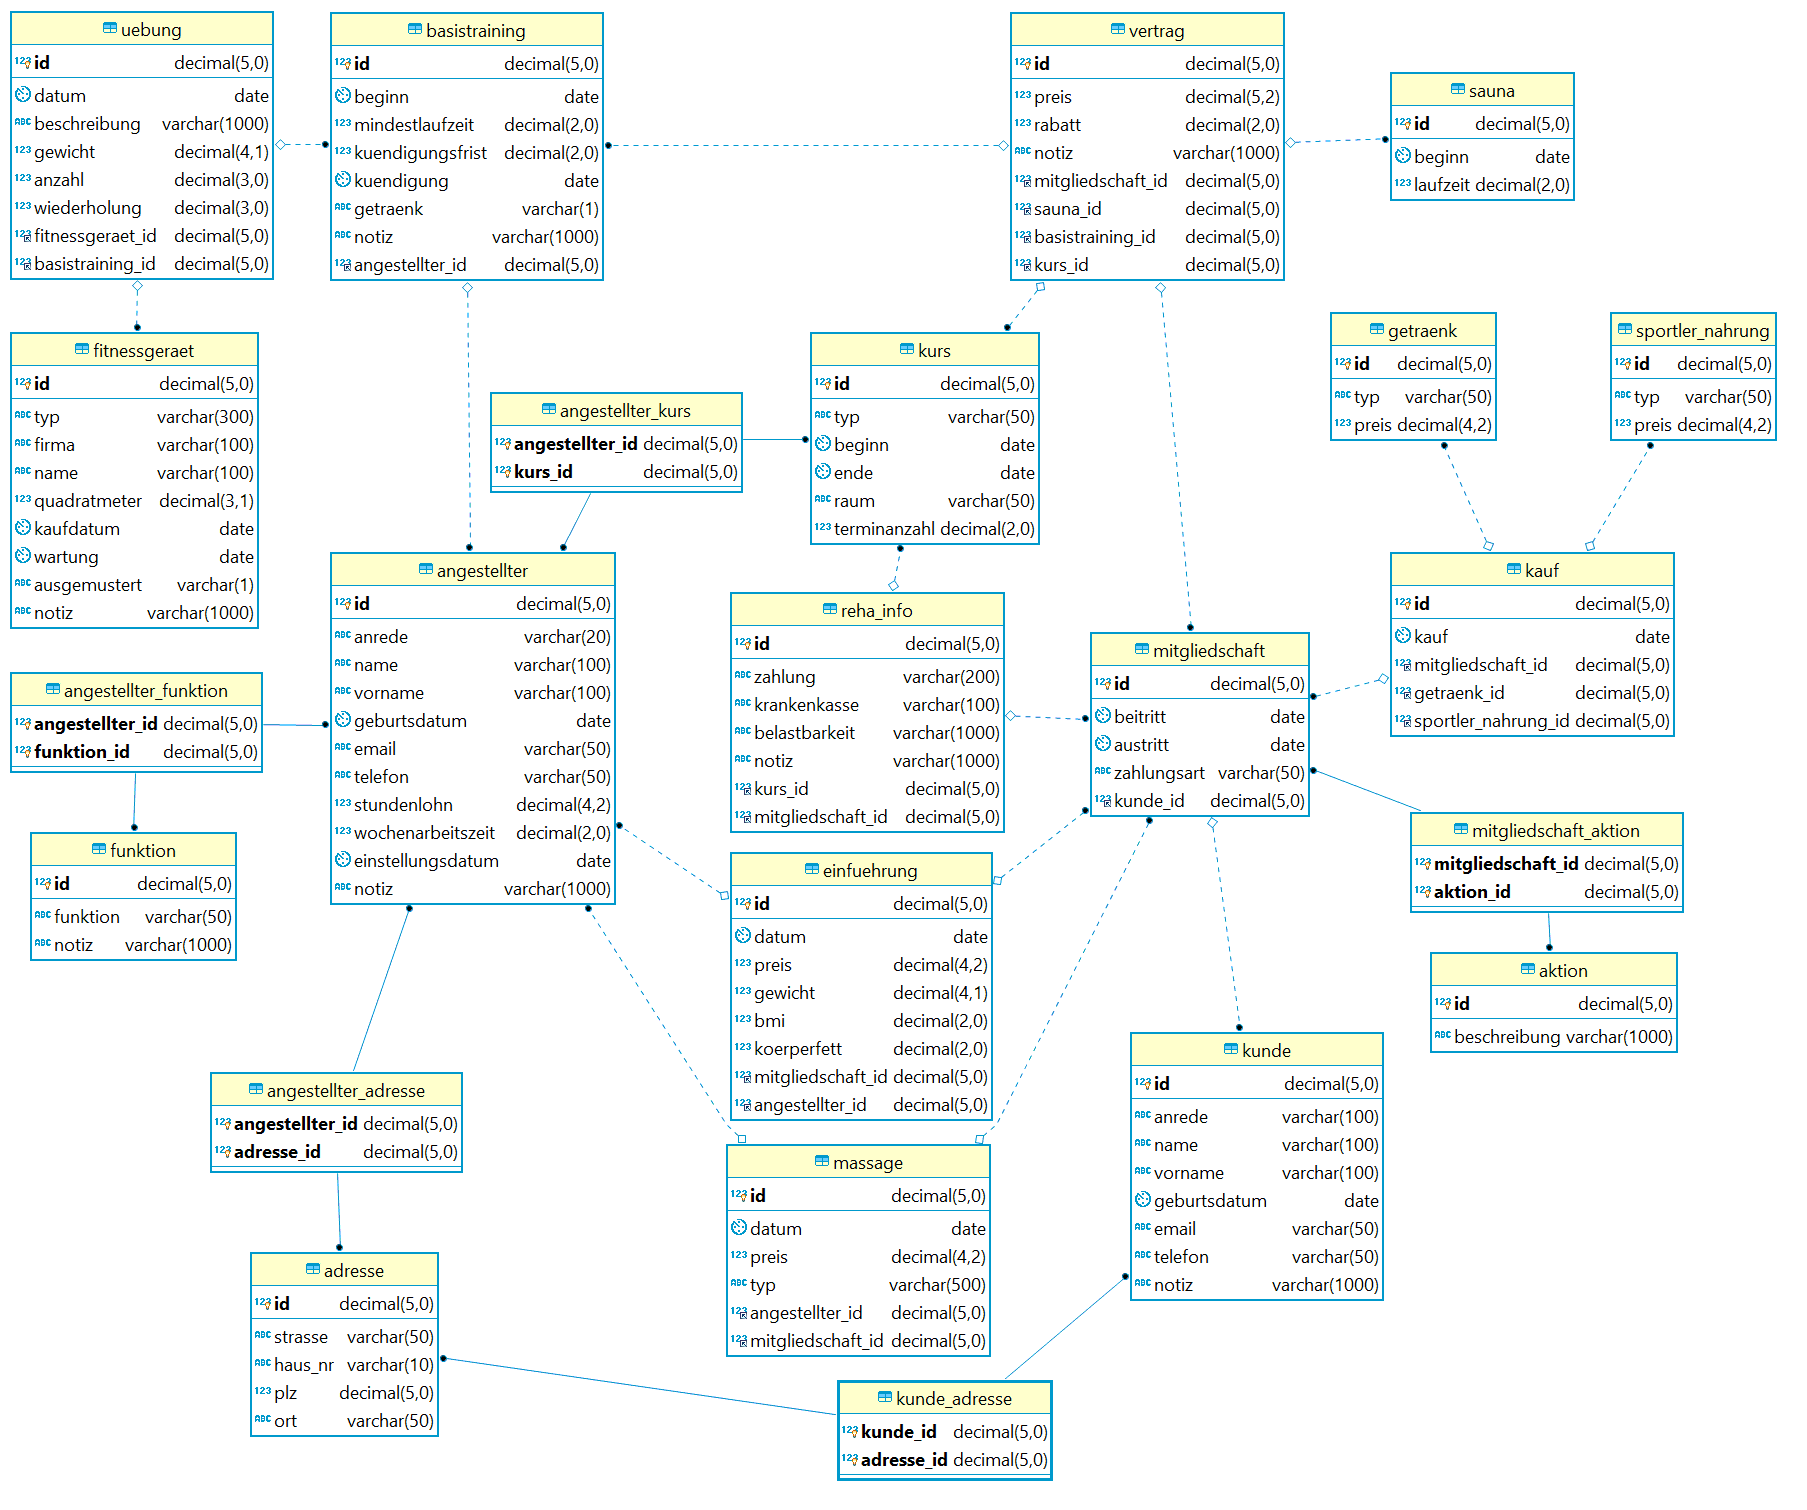 uebung
id decimal(5,0)
datum date
beschreibung varchar(1000)
gewicht decimal(4,1)
anzahl decimal(3,0)
wiederholung decimal(3,0)
fitnessgeraet_id decimal(5,0)
basistraining_id decimal(5,0)
basistraining
id decimal(5,0)
beginn date
mindestlaufzeit decimal(2,0)
kuendigungsfrist decimal(2,0)
kuendigung date
getraenk varchar(1)
notiz varchar(1000)
angestellter_id decimal(5,0)
vertrag
id decimal(5,0)
preis decimal(5,2)
rabatt decimal(2,0)
notiz varchar(1000)
mitgliedschaft_id decimal(5,0)
sauna_id decimal(5,0)
basistraining_id decimal(5,0)
kurs_id decimal(5,0)
sauna
id decimal(5,0)
beginn date
laufzeit decimal(2,0)
fitnessgeraet
id decimal(5,0)
typ varchar(300)
firma varchar(100)
name varchar(100)
quadratmeter decimal(3,1)
kaufdatum date
wartung date
ausgemustert varchar(1)
notiz varchar(1000)
angestellter_kurs
angestellter_id decimal(5,0)
kurs_id decimal(5,0)
kurs
id decimal(5,0)
typ varchar(50)
beginn date
ende date
raum varchar(50)
terminanzahl decimal(2,0)
getraenk
id decimal(5,0)
typ varchar(50)
preis decimal(4,2)
sportler_nahrung
id decimal(5,0)
typ varchar(50)
preis decimal(4,2)
angestellter
id decimal(5,0)
anrede varchar(20)
name varchar(100)
vorname varchar(100)
geburtsdatum date
email varchar(50)
telefon varchar(50)
stundenlohn decimal(4,2)
wochenarbeitszeit decimal(2,0)
einstellungsdatum date
notiz varchar(1000)
reha_info
id decimal(5,0)
zahlung varchar(200)
krankenkasse varchar(100)
belastbarkeit varchar(1000)
notiz varchar(1000)
kurs_id decimal(5,0)
mitgliedschaft_id decimal(5,0)
mitgliedschaft
id decimal(5,0)
beitritt date
austritt date
zahlungsart varchar(50)
kunde_id decimal(5,0)
kauf
id decimal(5,0)
kauf date
mitgliedschaft_id decimal(5,0)
getraenk_id decimal(5,0)
sportler_nahrung_id decimal(5,0)
angestellter_funktion
angestellter_id decimal(5,0)
funktion_id decimal(5,0)
funktion
id decimal(5,0)
funktion varchar(50)
notiz varchar(1000)
einfuehrung
id decimal(5,0)
datum date
preis decimal(4,2)
gewicht decimal(4,1)
bmi decimal(2,0)
koerperfett decimal(2,0)
mitgliedschaft_id decimal(5,0)
angestellter_id decimal(5,0)
mitgliedschaft_aktion
mitgliedschaft_id decimal(5,0)
aktion_id decimal(5,0)
aktion
id decimal(5,0)
beschreibung varchar(1000)
angestellter_adresse
angestellter_id decimal(5,0)
adresse_id decimal(5,0)
massage
id decimal(5,0)
datum date
preis decimal(4,2)
typ varchar(500)
angestellter_id decimal(5,0)
mitgliedschaft_id decimal(5,0)
kunde
id decimal(5,0)
anrede varchar(100)
name varchar(100)
vorname varchar(100)
geburtsdatum date
email varchar(50)
telefon varchar(50)
notiz varchar(1000)
adresse
id decimal(5,0)
strasse varchar(50)
haus_nr varchar(10)
plz decimal(5,0)
ort varchar(50)
kunde_adresse
kunde_id decimal(5,0)
adresse_id decimal(5,0)